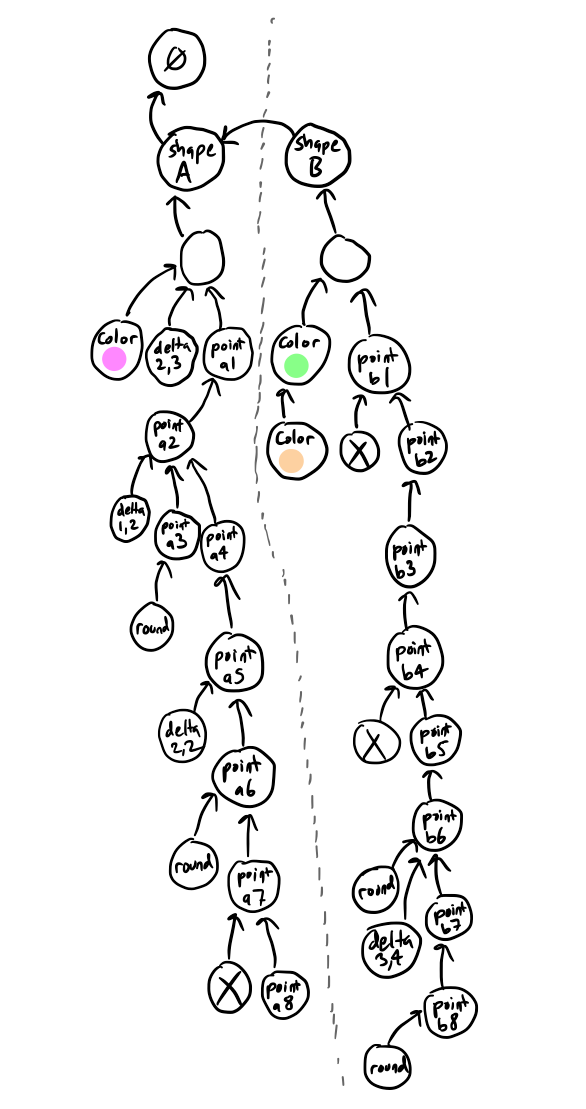 Ø
shape
A
shape
B
Color
delta
2,3
point
a1
Color
point
b1
point
a2
Color
X
point
b2
delta
1,2
point
a3
point
a4
point
b3
round
point
a5
point
b4
delta
2,2
X
point
b5
point
a6
point
b6
round
point
a7
round
point
b7
delta
3,4
X
point
a8
point
b8
round